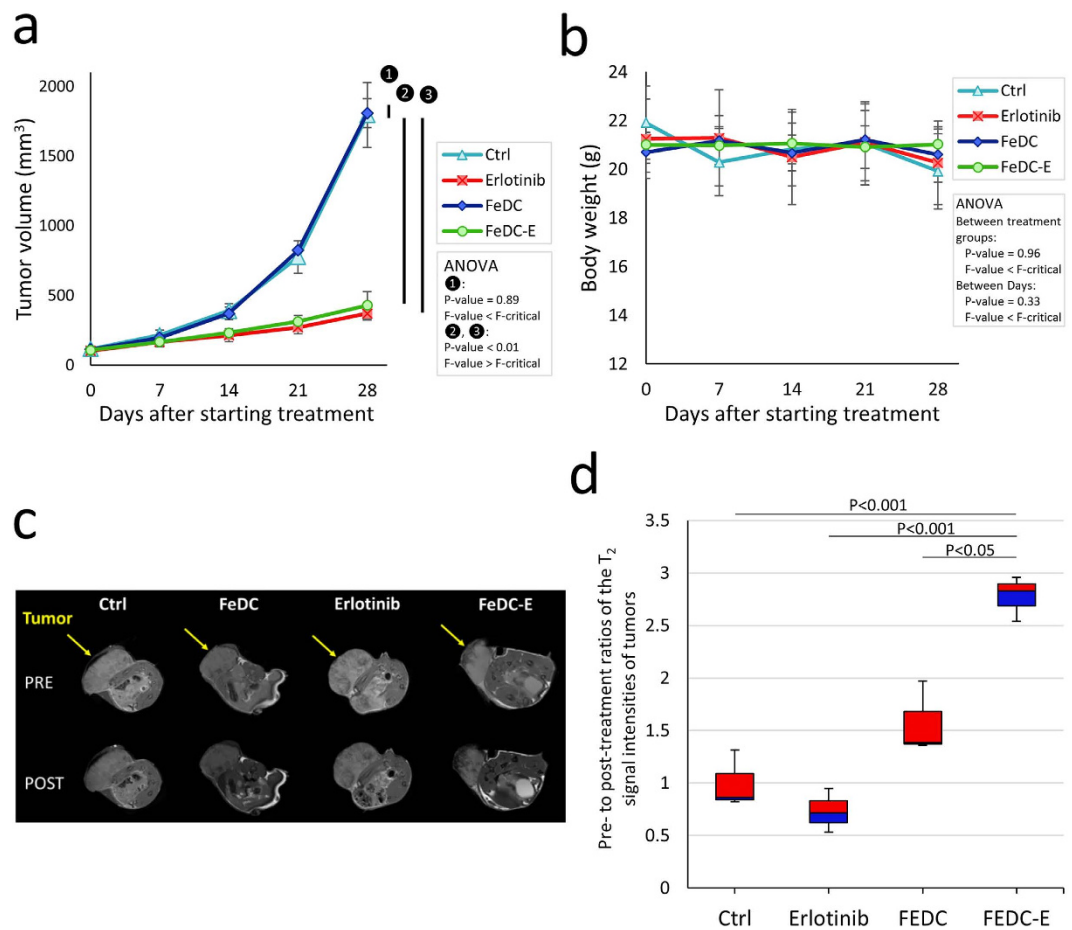 a
Tumor volume (mm³)
2000
1500
1000
500
0
0 7 14 21 28
Days after starting treatment
1
2 3
Ctrl
Erlotinib
FeDC
FeDC-E
ANOVA
1:
P-value = 0.89
F-value < F-critical
2, 3:
P-value < 0.01
F-value > F-critical
b
Body weight (g)
24
22
20
18
16
14
12
0 7 14 21 28
Days after starting treatment
Ctrl
Erlotinib
FeDC
FeDC-E
ANOVA
Between treatment
groups:
P-value = 0.96
F-value < F-critical
Between Days:
P-value = 0.33
F-value < F-critical
c
Ctrl FeDC Erlotinib FeDC-E
Tumor
PRE
POST
d
Pre- to post-treatment ratios of the T₂
signal intensities of tumors
P<0.001
P<0.001
P<0.05
3.5
3
2.5
2
1.5
1
0.5
0
Ctrl Erlotinib FEDC FEDC-E